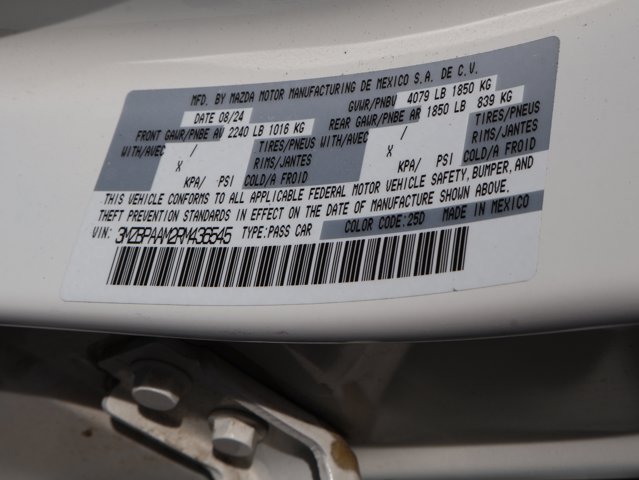 MFD. BY MAZDA MOTOR MANUFACTURING DE MEXICO S.A. DE C.V.
DATE 08/24 GVWR/PNBV 4079 LB 1850 KG
FRONT GAWR/PNBE AV 2240 LB 1016 KG REAR GAWR/PNBE AR 1850 LB 839 KG
WITH/AVEC / TIRES/PNEUS WITH/AVEC / TIRES/PNEUS
X RIMS/JANTES X RIMS/JANTES
KPA/ PSI COLD/A FROID KPA/ PSI COLD/A FROID
THIS VEHICLE CONFORMS TO ALL APPLICABLE FEDERAL MOTOR VEHICLE SAFETY, BUMPER, AND
THEFT PREVENTION STANDARDS IN EFFECT ON THE DATE OF MANUFACTURE SHOWN ABOVE.
VIN: 3MZBPAAM2RM436545 TYPE:PASS CAR COLOR CODE:25D MADE IN MEXICO